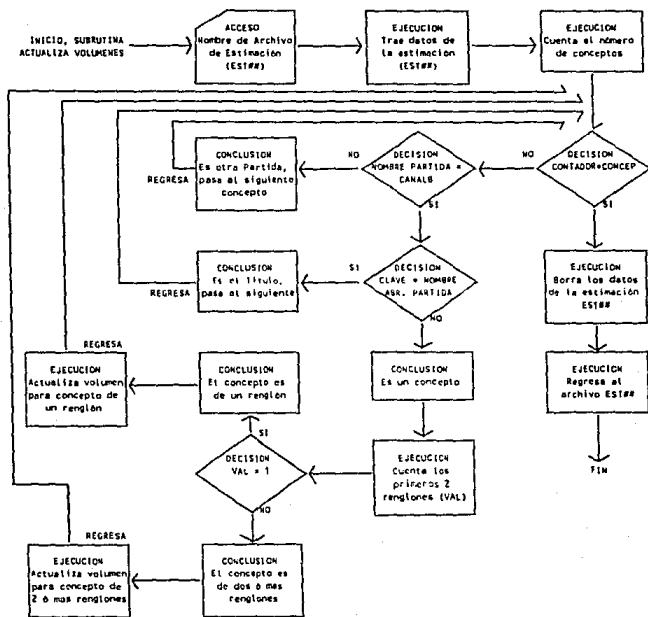 INICIO, SUBRUTINA
ACTUALIZA VOLUMENES
ACCESO
Nombre de Archivo
de Estimación
(EST##)
EJECUCION
Trae datos de
la estimación
(EST##)
EJECUCION
Cuenta el número
de conceptos
CONCLUSION
Es otra Partida,
pasa al siguiente
concepto
REGRESA
NO
DECISION
NOMBRE PARTIDA =
CANAL8
NO
DECISION
CONTADOR=CONCEP
SI
SI
CONCLUSION
Es el Título,
pasa al siguiente
REGRESA
SI
DECISION
CLAVE = NOMBRE
ABR. PARTIDA
NO
EJECUCION
Borra los datos
de la estimación
EST##
REGRESA
EJECUCION
Actualiza volumen
para concepto de
un renglón
CONCLUSION
El concepto es
de un renglón
CONCLUSION
Es un concepto
EJECUCION
Regresa al
archivo EST##
SI
DECISION
VAL = 1
NO
EJECUCION
Cuenta los
primeros 2
renglones (VAL)
FIN
REGRESA
EJECUCION
Actualiza volumen
para concepto de
2 ó mas renglones
CONCLUSION
El concepto es
de dos ó mas
renglones